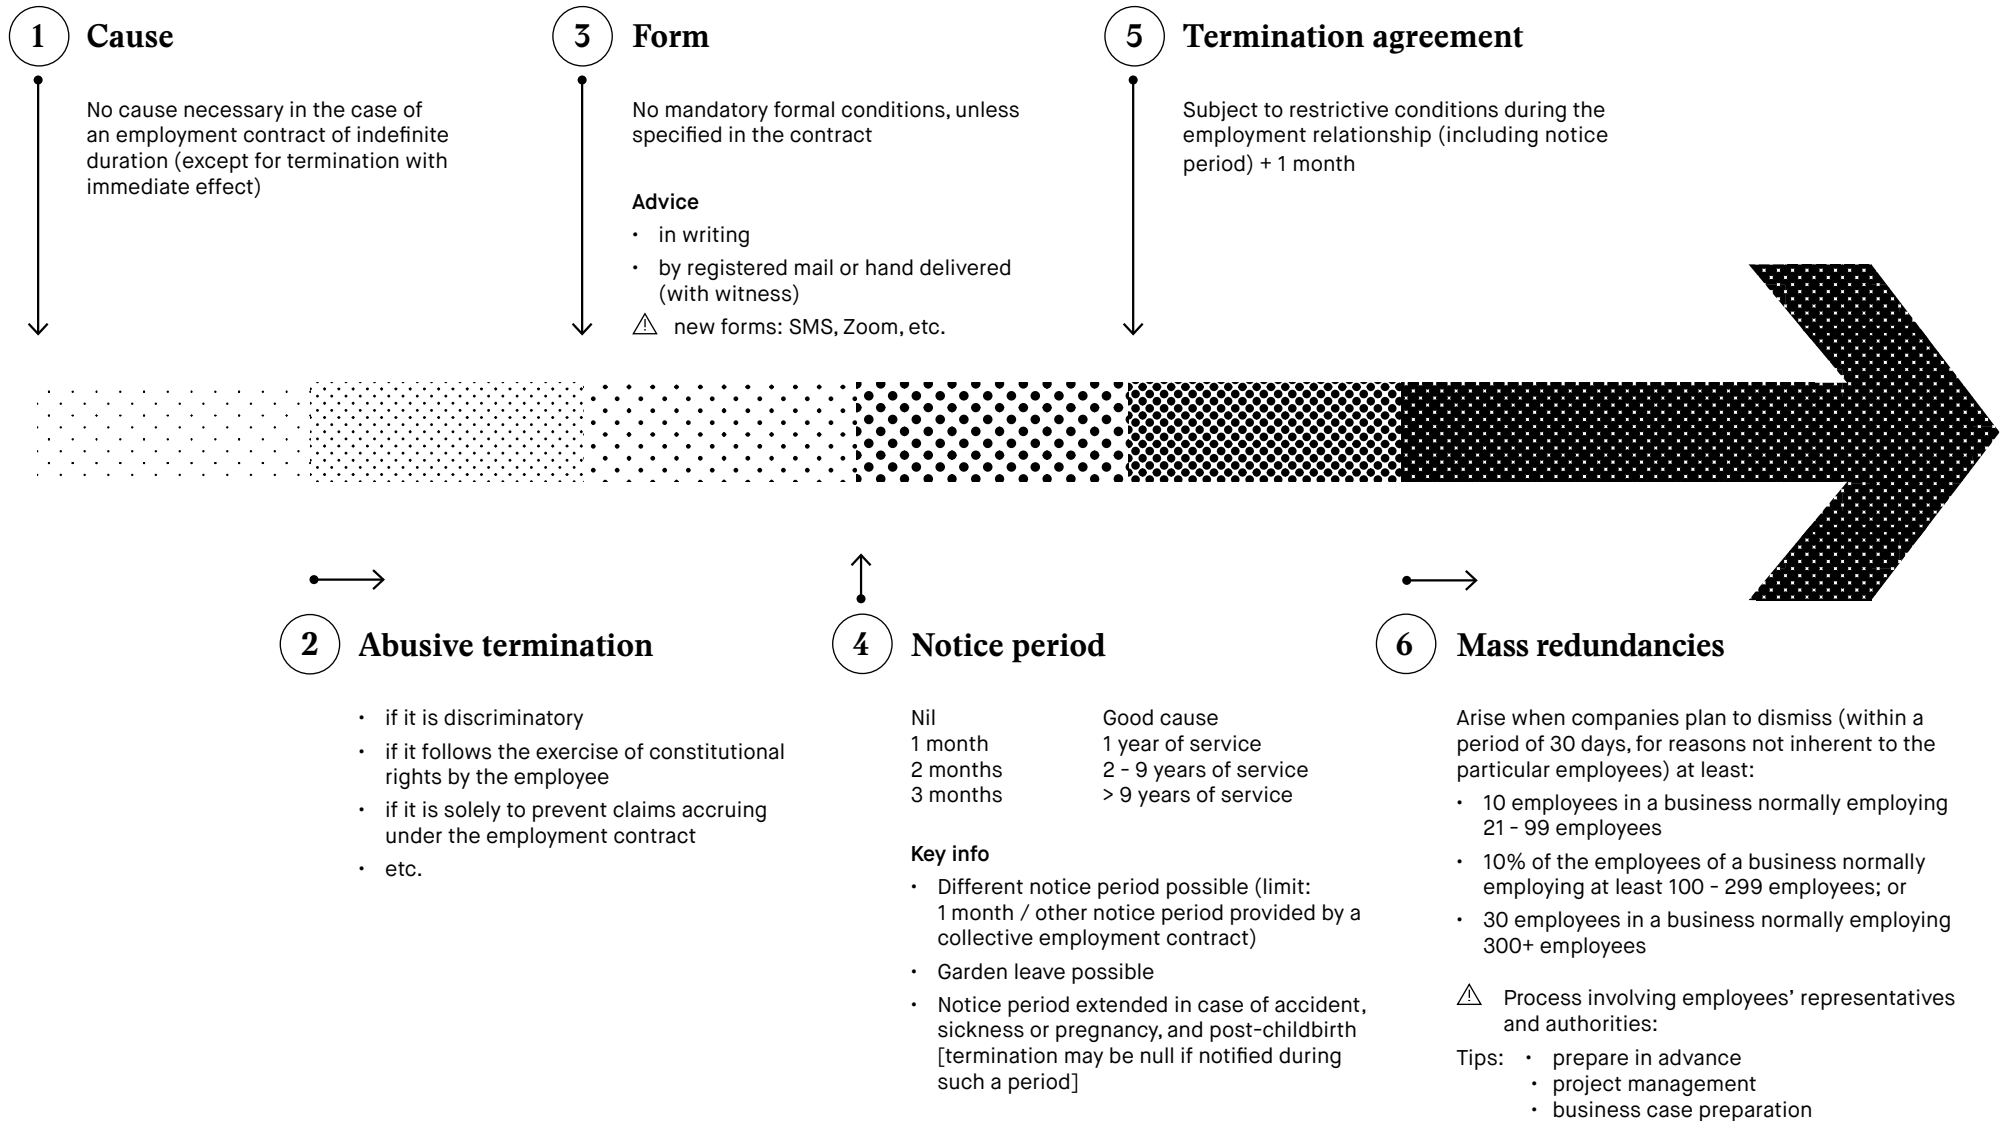 1 Cause
No cause necessary in the case of
an employment contract of indefinite
duration (except for termination with
immediate effect)
3 Form
No mandatory formal conditions, unless
specified in the contract
Advice
• in writing
• by registered mail or hand delivered
(with witness)
⚠ new forms: SMS, Zoom, etc.
5 Termination agreement
Subject to restrictive conditions during the
employment relationship (including notice
period) + 1 month
2 Abusive termination
• if it is discriminatory
• if it follows the exercise of constitutional
rights by the employee
• if it is solely to prevent claims accruing
under the employment contract
• etc.
4 Notice period
Nil Good cause
1 month 1 year of service
2 months 2 - 9 years of service
3 months > 9 years of service
Key info
• Different notice period possible (limit:
1 month / other notice period provided by a
collective employment contract)
• Garden leave possible
• Notice period extended in case of accident,
sickness or pregnancy, and post-childbirth
[termination may be null if notified during
such a period]
6 Mass redundancies
Arise when companies plan to dismiss (within a
period of 30 days, for reasons not inherent to the
particular employees) at least:
• 10 employees in a business normally employing
21 - 99 employees
• 10% of the employees of a business normally
employing at least 100 - 299 employees; or
• 30 employees in a business normally employing
300+ employees
⚠ Process involving employees’ representatives
and authorities:
Tips: • prepare in advance
• project management
• business case preparation